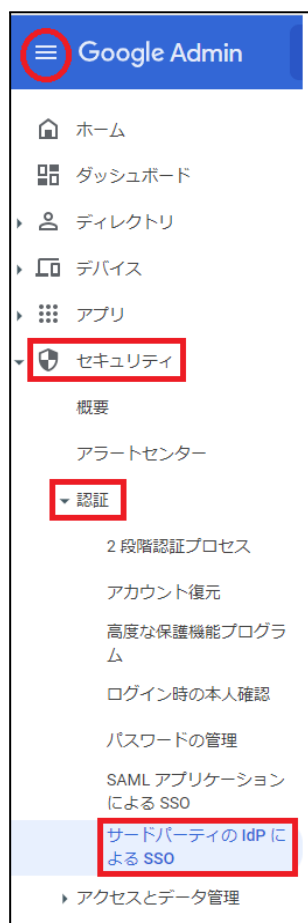 Google Admin
ホーム
ダッシュボード
ディレクトリ
デバイス
アプリ
セキュリティ
概要
アラートセンター
認証
2 段階認証プロセス
アカウント復元
高度な保護機能プログラ
ム
ログイン時の本人確認
パスワードの管理
SAML アプリケーション
による SSO
サードパーティの IdP に
よる SSO
アクセスとデータ管理